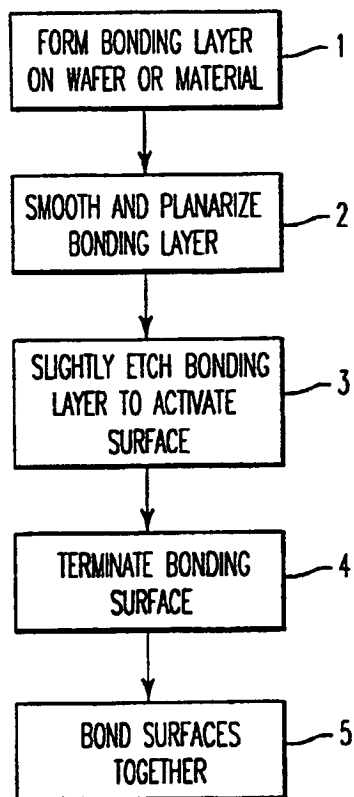 FORM BONDING LAYER
ON WAFER OR MATERIAL
1
SMOOTH AND PLANARIZE
BONDING LAYER
2
SLIGHTLY ETCH BONDING
LAYER TO ACTIVATE
SURFACE
3
TERMINATE BONDING
SURFACE
4
BOND SURFACES
TOGETHER
5